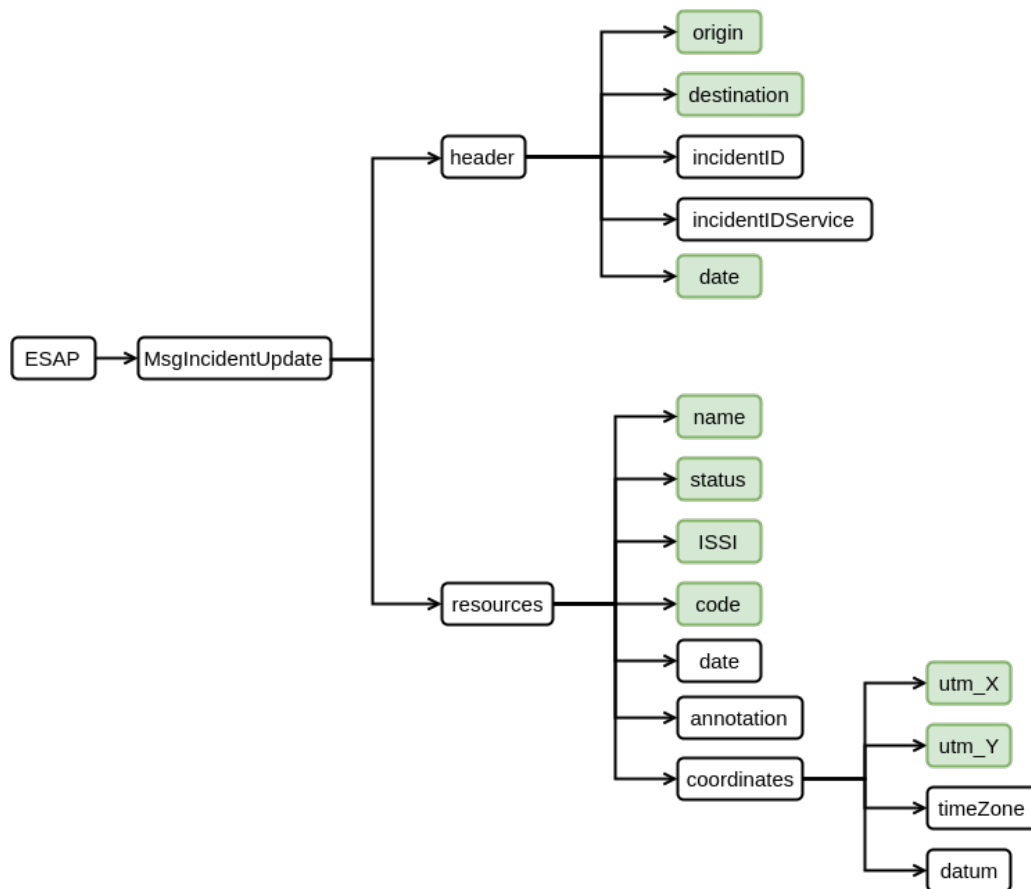 ESAP
MsgIncidentUpdate
header
origin
destination
incidentID
incidentIDService
date
resources
name
status
ISSI
code
date
annotation
coordinates
utm_X
utm_Y
timeZone
datum